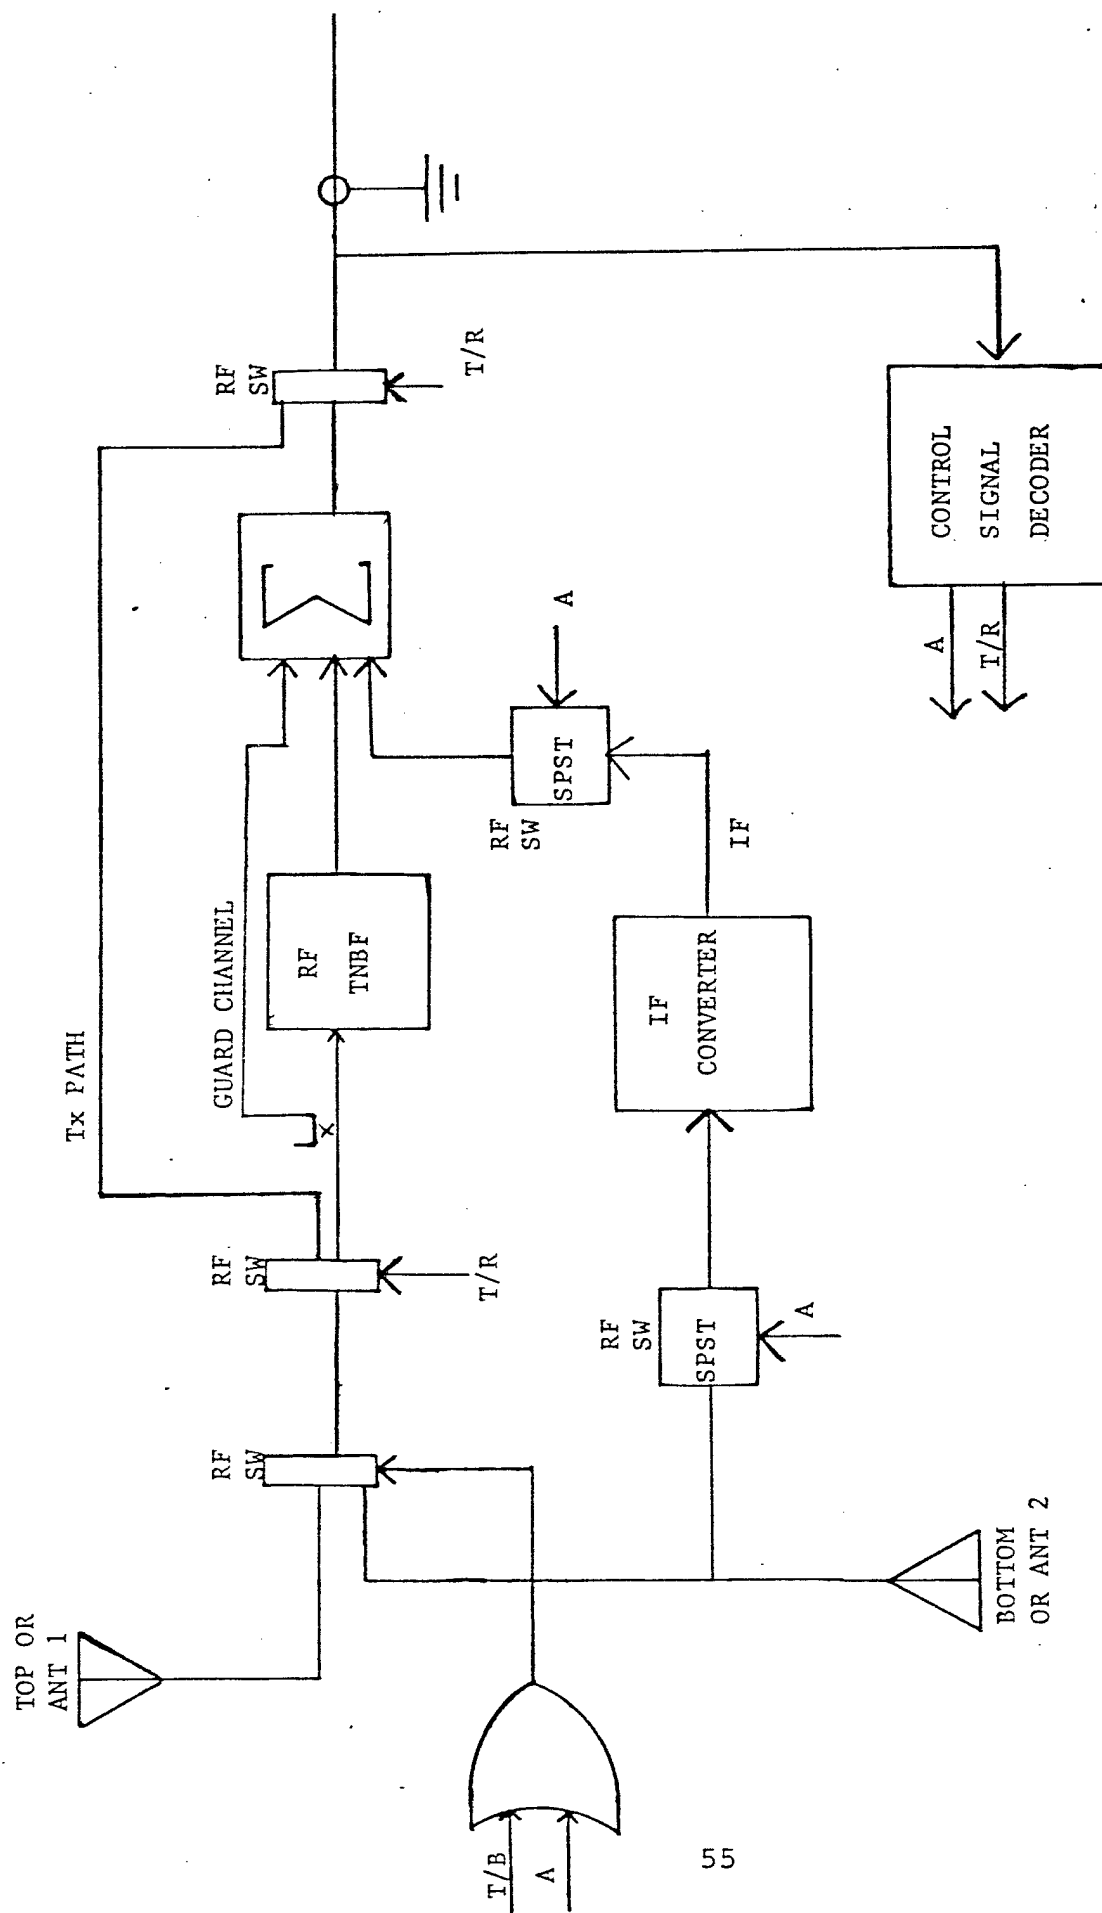 TOP OR
ANT 1
T/B
A
RF
SW
BOTTOM
OR ANT 2
RF
SW
T/R
Tx PATH
GUARD CHANNEL
x
RF
TNBF
RF
SW
SPST
A
IF
CONVERTER
IF
RF
SW
SPST
A
Σ
RF
SW
T/R
CONTROL
SIGNAL
DECODER
A
T/R
55